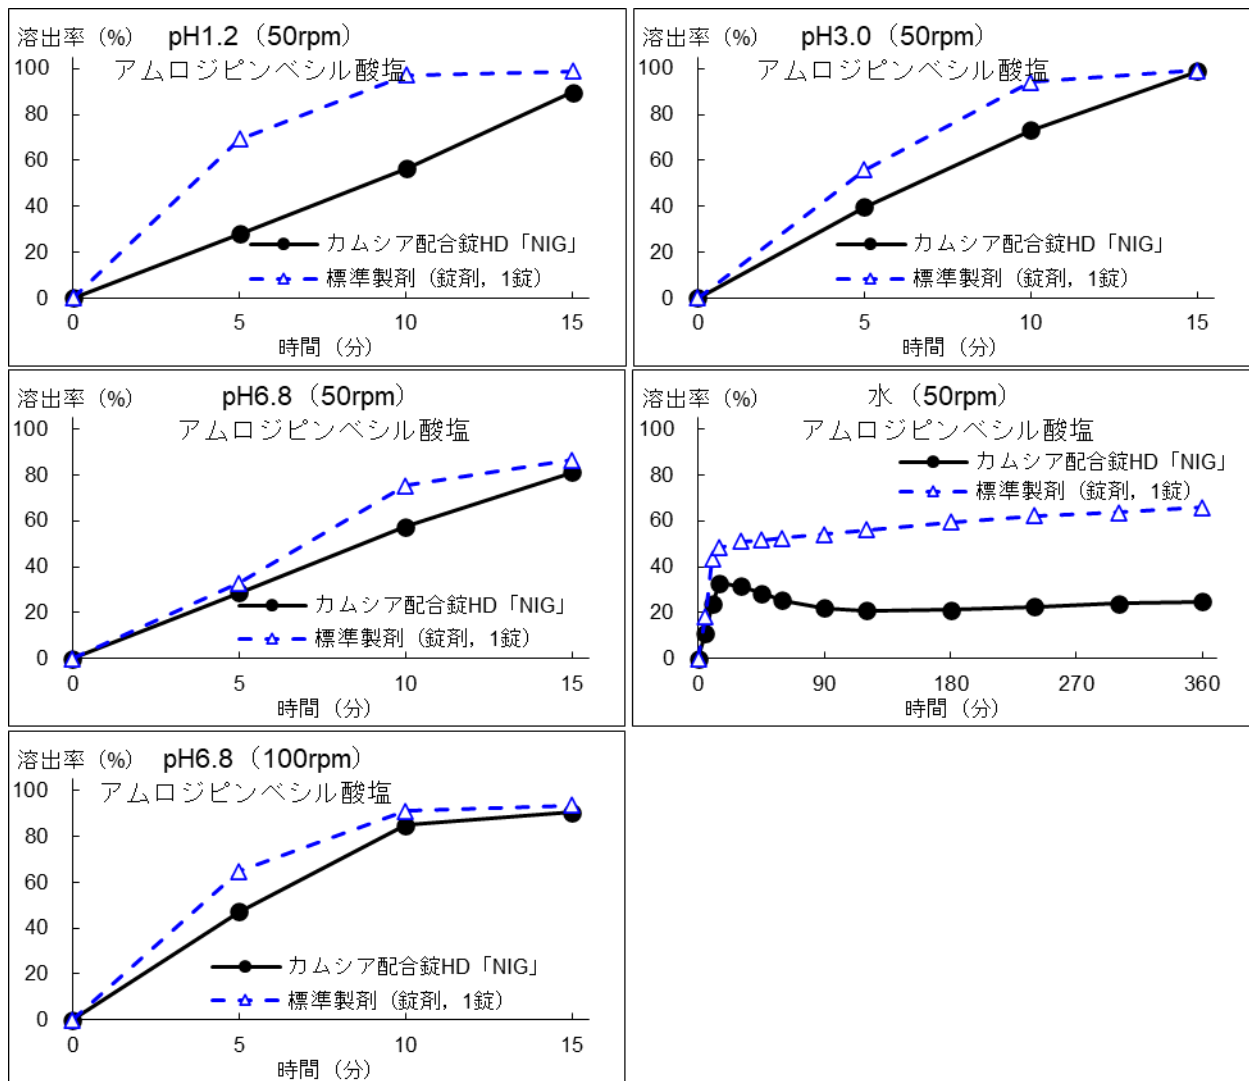 溶出率 (%) pH1.2（50rpm）
アムロジピンベシル酸塩
100
80
60
40
20
0
カムシア配合錠HD「NIG」
標準製剤 (錠剤, 1錠)
0 5 10 15
時間 (分)
溶出率 (%) pH3.0（50rpm）
アムロジピンベシル酸塩
100
80
60
40
20
0
カムシア配合錠HD「NIG」
標準製剤 (錠剤, 1錠)
0 5 10 15
時間 (分)
溶出率 (%) pH6.8（50rpm）
アムロジピンベシル酸塩
100
80
60
40
20
0
カムシア配合錠HD「NIG」
標準製剤 (錠剤, 1錠)
0 5 10 15
時間 (分)
溶出率 (%) 水（50rpm）
アムロジピンベシル酸塩
100
80
60
40
20
0
カムシア配合錠HD「NIG」
標準製剤 (錠剤, 1錠)
0 90 180 270 360
時間 (分)
溶出率 (%) pH6.8（100rpm）
アムロジピンベシル酸塩
100
80
60
40
20
0
カムシア配合錠HD「NIG」
標準製剤 (錠剤, 1錠)
0 5 10 15
時間 (分)